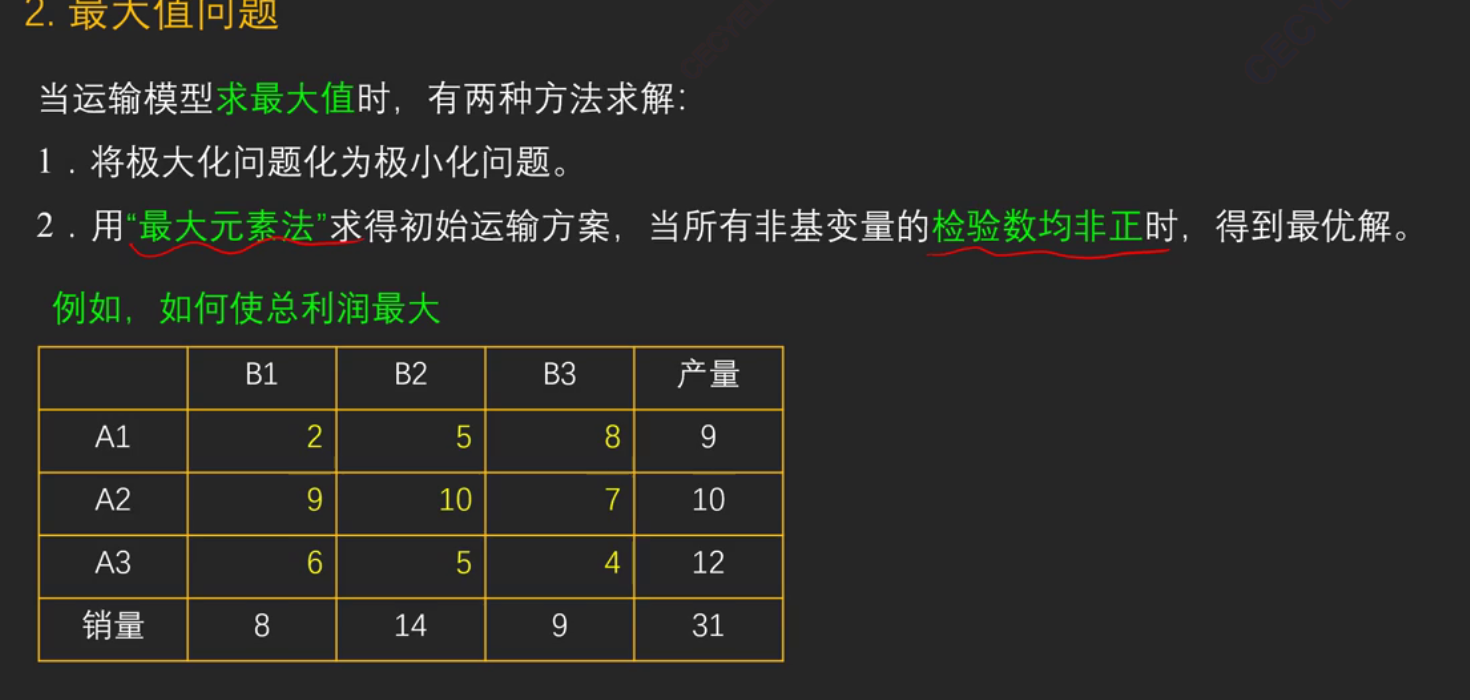 2. 最大值问题
当运输模型求最大值时，有两种方法求解：
1．将极大化问题化为极小化问题。
2．用“最大元素法”求得初始运输方案，当所有非基变量的检验数均非正时，得到最优解。
例如，如何使总利润最大
B1 B2 B3 产量
A1 2 5 8 9
A2 9 10 7 10
A3 6 5 4 12
销量 8 14 9 31